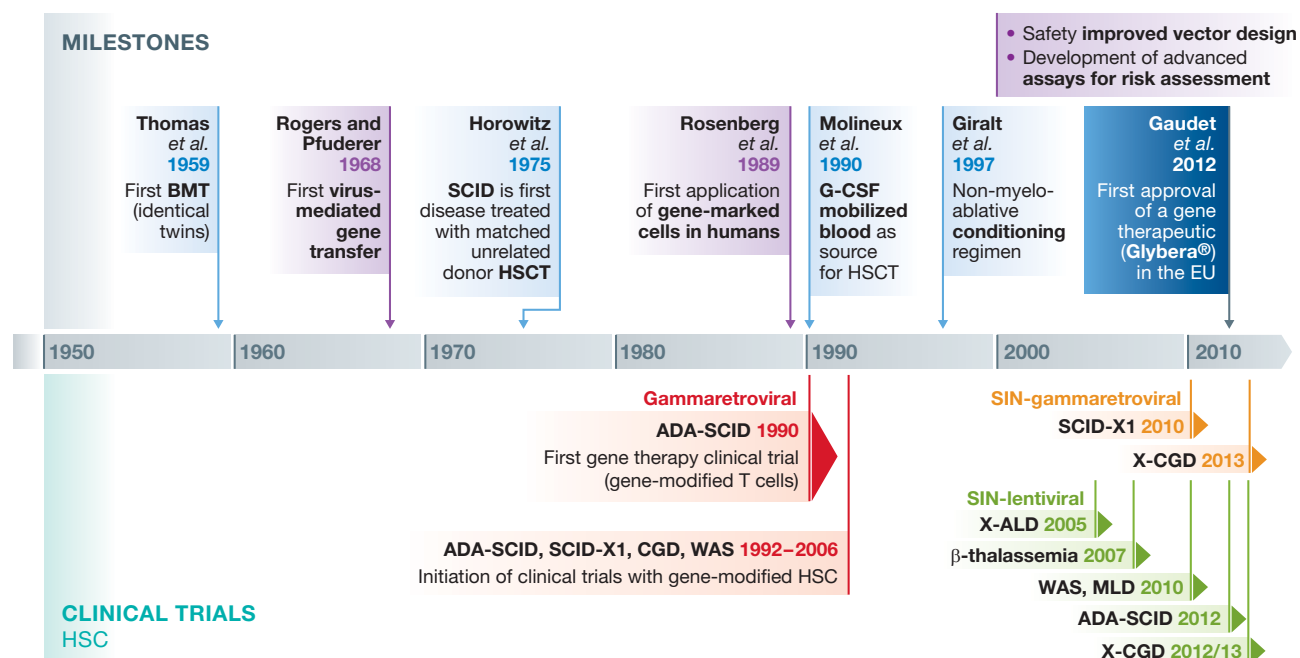 MILESTONES
• Safety improved vector design
• Development of advanced
assays for risk assessment
Thomas
et al.
1959
First BMT
(identical
twins)
Rogers and
Pfuderer
1968
First virus-
mediated
gene
transfer
Horowitz
et al.
1975
SCID is first
disease treated
with matched
unrelated
donor HSCT
Rosenberg
et al.
1989
First application
of gene-marked
cells in humans
Molineux
et al.
1990
G-CSF
mobilized
blood as
source
for HSCT
Giralt
et al.
1997
Non-myelo-
ablative
conditioning
regimen
Gaudet
et al.
2012
First approval
of a gene
therapeutic
(Glybera®)
in the EU
1950 1960 1970 1980 1990 2000 2010
Gammaretroviral
ADA-SCID 1990
First gene therapy clinical trial
(gene-modified T cells)
ADA-SCID, SCID-X1, CGD, WAS 1992–2006
Initiation of clinical trials with gene-modified HSC
SIN-gammaretroviral
SCID-X1 2010
X-CGD 2013
SIN-lentiviral
X-ALD 2005
β-thalassemia 2007
WAS, MLD 2010
ADA-SCID 2012
X-CGD 2012/13
CLINICAL TRIALS
HSC